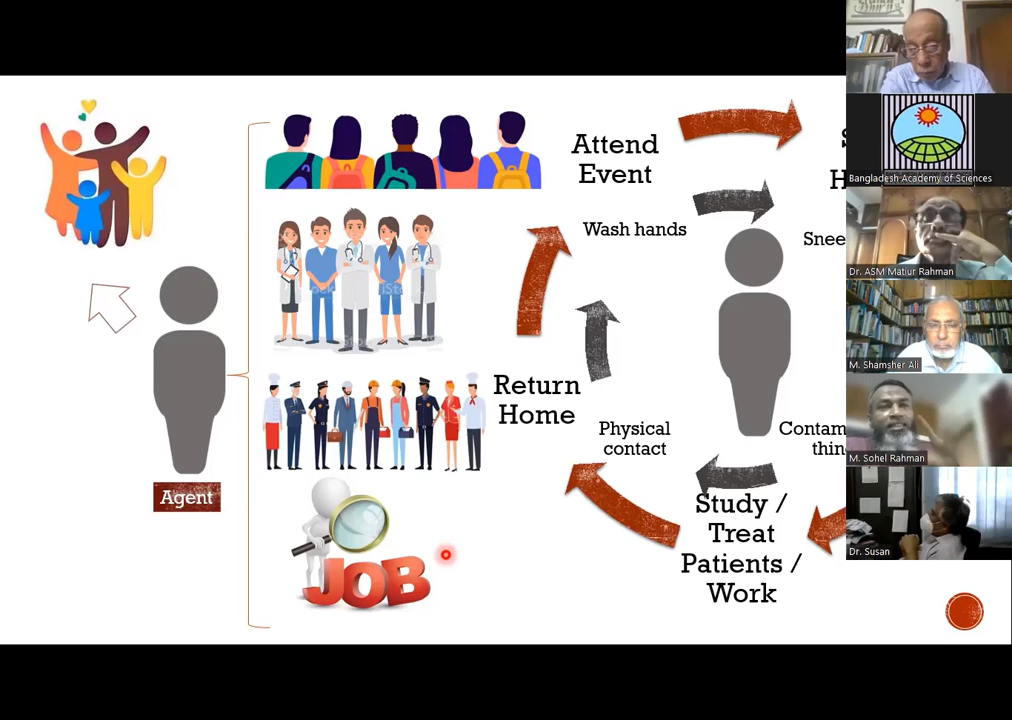 Attend
Event
S
H
Wash hands
Snee
Return
Home
Physical
contact
Contam
thin
Study /
Treat
Patients /
Work
Agent
JOB
Bangladesh Academy of Sciences
Dr. ASM Matiur Rahman
M. Shamsher Ali
M. Sohel Rahman
Dr. Susan